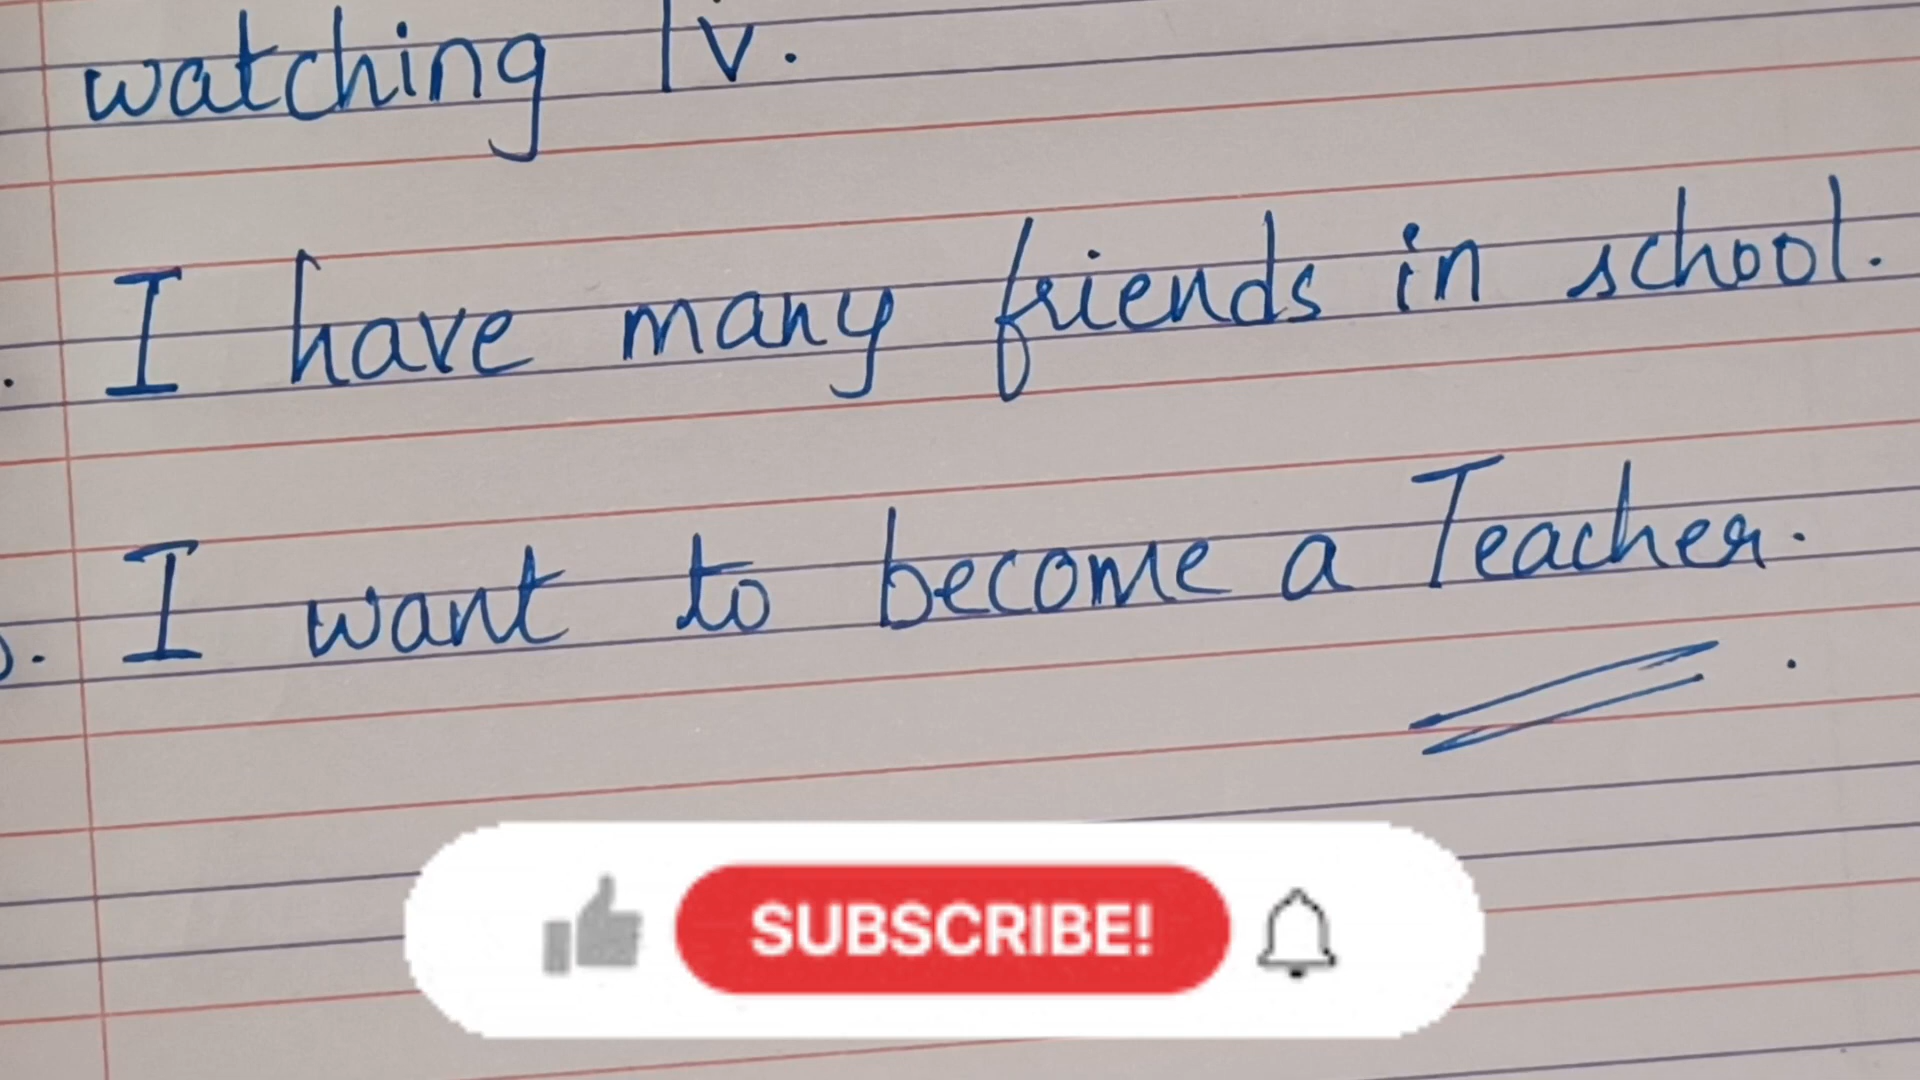 watching Tv.
. I have many friends in school.
. I want to become a Teacher.
SUBSCRIBE!